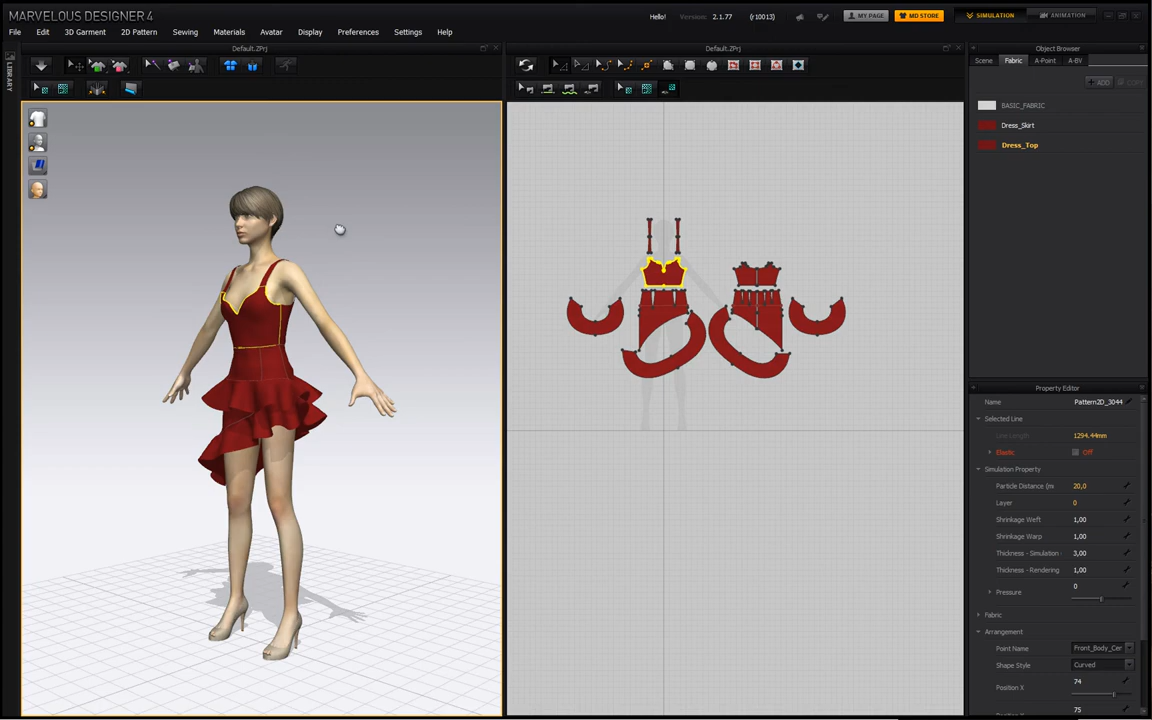 MARVELOUS DESIGNER 4
Hello! Version: 2.1.77 (r10013) MY PAGE MD STORE SIMULATION ANIMATION
File Edit 3D Garment 2D Pattern Sewing Materials Avatar Display Preferences Settings Help
Default.ZPrj
Default.ZPrj
Object Browser
LIBRARY
Scene Fabric A-Point A-BV
ADD COPY
BASIC_FABRIC
Dress_Skirt
Dress_Top
Property Editor
Name Pattern2D_3044
Selected Line
Line Length 1294.44mm
Elastic Off
Simulation Property
Particle Distance (m 20,0
Layer 0
Shrinkage Weft 1,00
Shrinkage Warp 1,00
Thickness - Simulation 3,00
Thickness - Rendering 1,00
Pressure 0
Fabric
Arrangement
Point Name Front_Body_Cer
Shape Style Curved
Position X 74
75